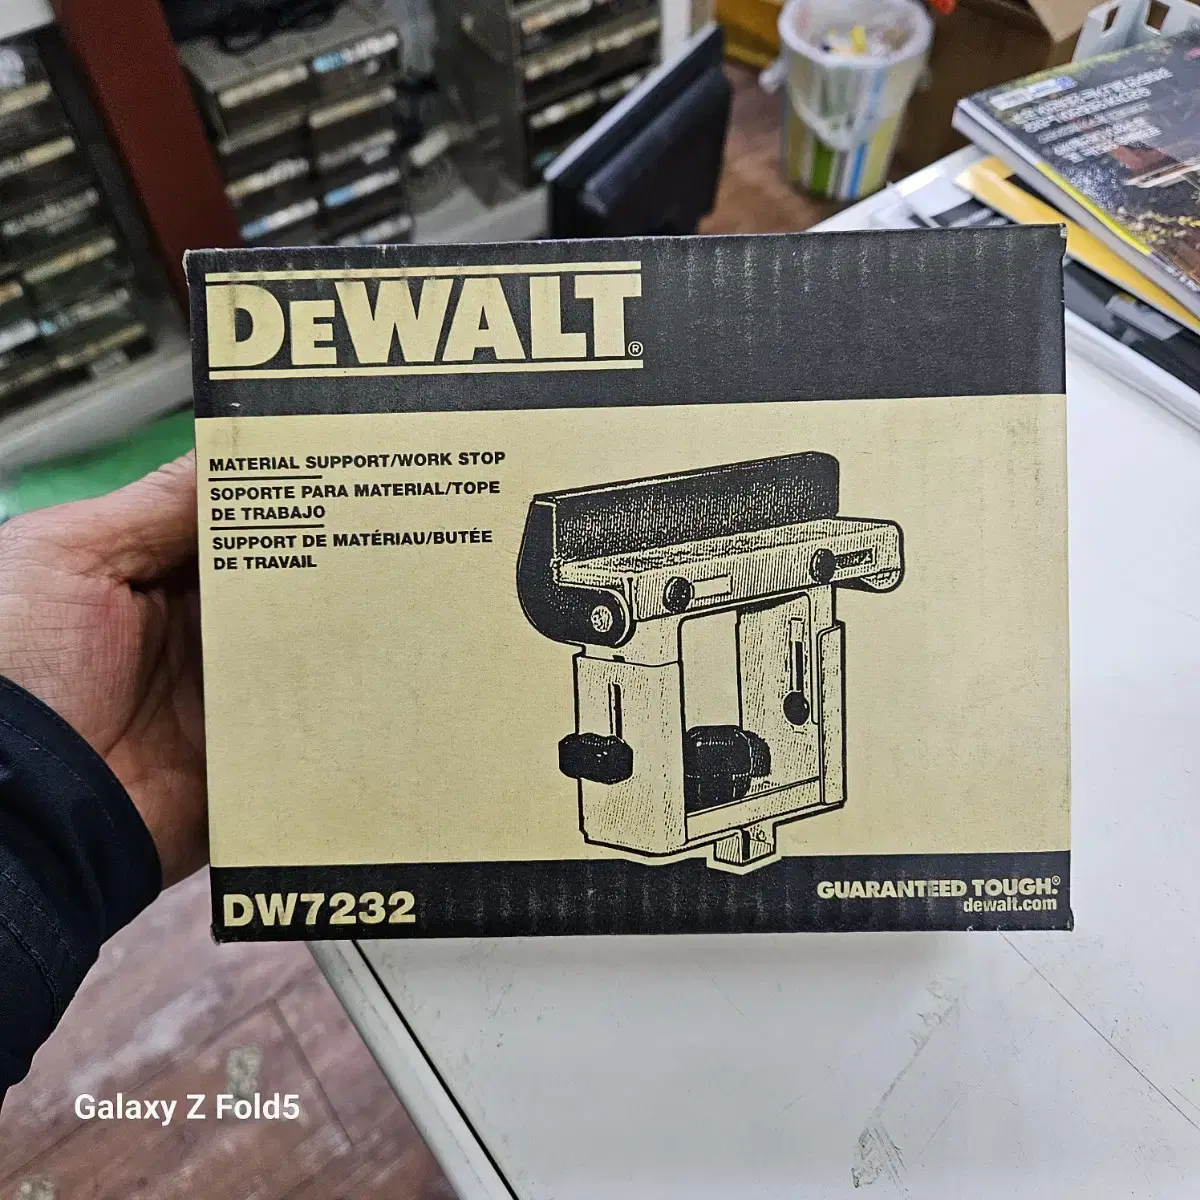 DEWALT®
MATERIAL SUPPORT/WORK STOP
SOPORTE PARA MATERIAL/TOPE
DE TRABAJO
SUPPORT DE MATÉRIAU/BUTÉE
DE TRAVAIL
DW7232
GUARANTEED TOUGH.®
dewalt.com
Galaxy Z Fold5